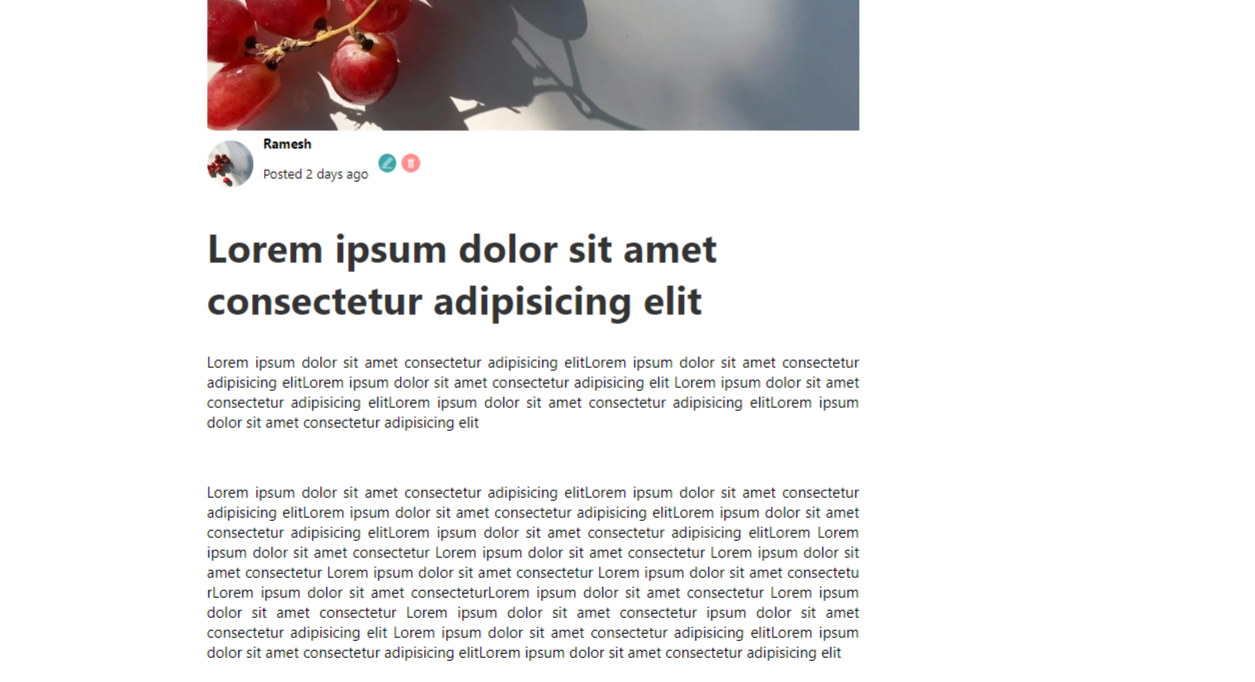 Ramesh
Posted 2 days ago
Lorem ipsum dolor sit amet
consectetur adipisicing elit
Lorem ipsum dolor sit amet consectetur adipisicing elitLorem ipsum dolor sit amet consectetur
adipisicing elitLorem ipsum dolor sit amet consectetur adipisicing elit Lorem ipsum dolor sit amet
consectetur adipisicing elitLorem ipsum dolor sit amet consectetur adipisicing elitLorem ipsum
dolor sit amet consectetur adipisicing elit
Lorem ipsum dolor sit amet consectetur adipisicing elitLorem ipsum dolor sit amet consectetur
adipisicing elitLorem ipsum dolor sit amet consectetur adipisicing elitLorem ipsum dolor sit amet
consectetur adipisicing elitLorem ipsum dolor sit amet consectetur adipisicing elitLorem Lorem
ipsum dolor sit amet consectetur Lorem ipsum dolor sit amet consectetur Lorem ipsum dolor sit
amet consectetur Lorem ipsum dolor sit amet consectetur Lorem ipsum dolor sit amet consectetu
rLorem ipsum dolor sit amet consecteturLorem ipsum dolor sit amet consectetur Lorem ipsum
dolor sit amet consectetur Lorem ipsum dolor sit amet consectetur ipsum dolor sit amet
consectetur adipisicing elit Lorem ipsum dolor sit amet consectetur adipisicing elitLorem ipsum
dolor sit amet consectetur adipisicing elitLorem ipsum dolor sit amet consectetur adipisicing elit